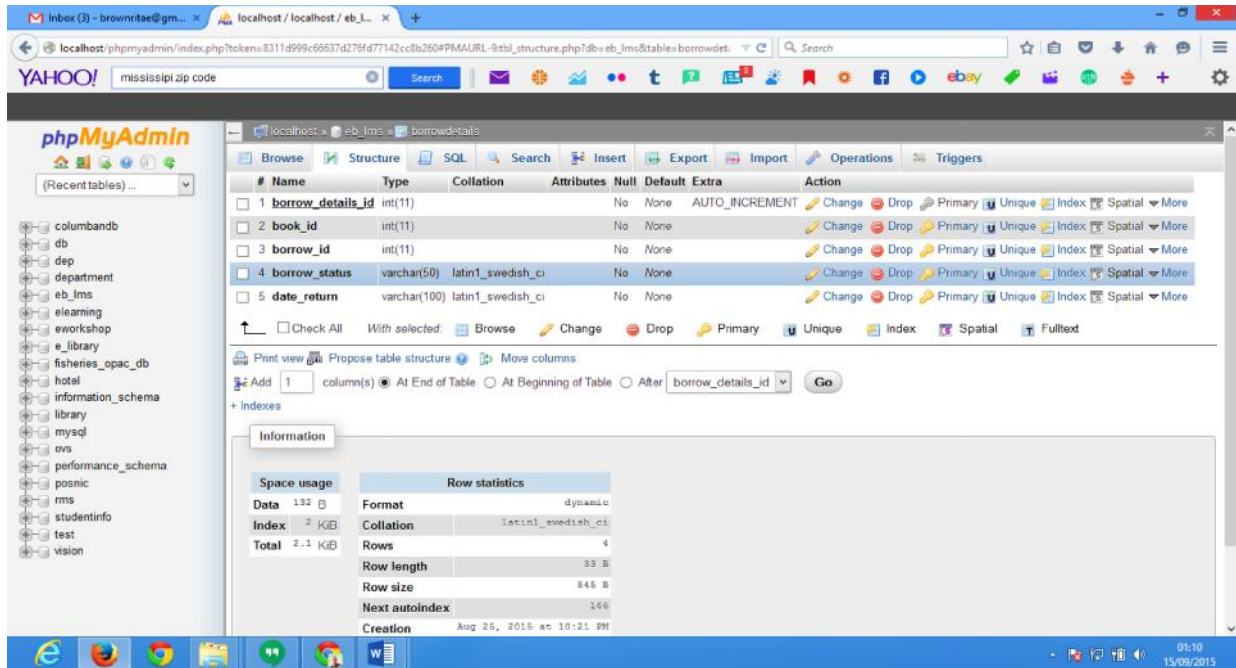 Inbox (3) - brownritae@gm... × localhost / localhost / eb_l... × +
localhost/phpmyadmin/index.php?token=8311d999c66637d276fd77142cc8b260#PMAURL-9:tbl_structure.php?db=eb_lms&table=borrowdet: Search
YAHOO! mississipi zip code Search ebay
phpMyAdmin
(Recent tables) ...
columbandb
db
dep
department
eb_lms
elearning
eworkshop
e_library
fisheries_opac_db
hotel
information_schema
library
mysql
ovs
performance_schema
posnic
rms
studentinfo
test
vision
localhost » eb_lms » borrowdetails
Browse Structure SQL Search Insert Export Import Operations Triggers
# Name Type Collation Attributes Null Default Extra Action
1 borrow_details_id int(11) No None AUTO_INCREMENT Change Drop Primary Unique Index Spatial More
2 book_id int(11) No None Change Drop Primary Unique Index Spatial More
3 borrow_id int(11) No None Change Drop Primary Unique Index Spatial More
4 borrow_status varchar(50) latin1_swedish_ci No None Change Drop Primary Unique Index Spatial More
5 date_return varchar(100) latin1_swedish_ci No None Change Drop Primary Unique Index Spatial More
Check All With selected: Browse Change Drop Primary Unique Index Spatial Fulltext
Print view Propose table structure Move columns
Add 1 column(s) At End of Table At Beginning of Table After borrow_details_id Go
+ Indexes
Information
Space usage
Data 132 B
Index 2 KiB
Total 2.1 KiB
Row statistics
Format dynamic
Collation latin1_swedish_ci
Rows 4
Row length 33 B
Row size 545 B
Next autoindex 166
Creation Aug 25, 2015 at 10:21 PM
01:10
15/09/2015